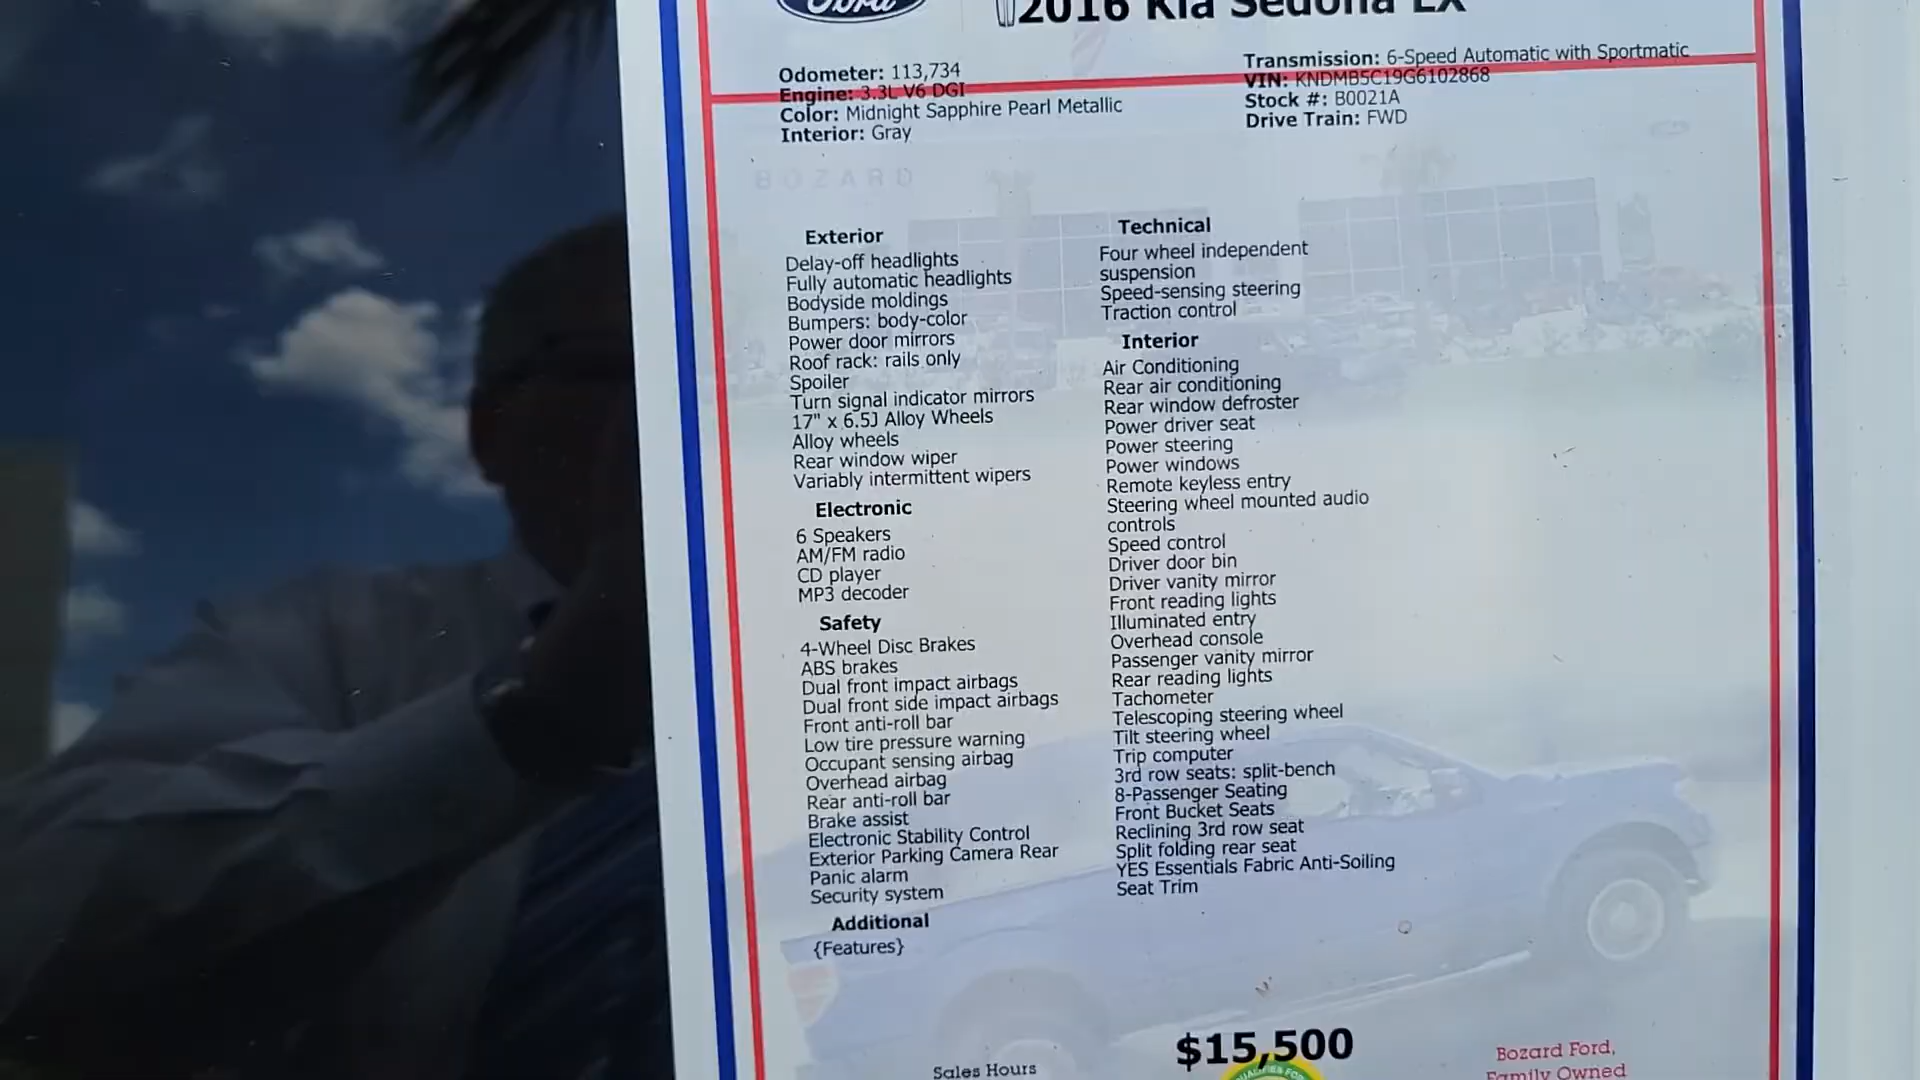 Ford
2016 Kia Sedona LX
Odometer: 113,734
Engine: 3.3L V6 DGI
Color: Midnight Sapphire Pearl Metallic
Interior: Gray
Transmission: 6-Speed Automatic with Sportmatic
VIN: KNDMB5C19G6102868
Stock #: B0021A
Drive Train: FWD
BOZARD
Exterior
Delay-off headlights
Fully automatic headlights
Bodyside moldings
Bumpers: body-color
Power door mirrors
Roof rack: rails only
Spoiler
Turn signal indicator mirrors
17" x 6.5J Alloy Wheels
Alloy wheels
Rear window wiper
Variably intermittent wipers
Electronic
6 Speakers
AM/FM radio
CD player
MP3 decoder
Safety
4-Wheel Disc Brakes
ABS brakes
Dual front impact airbags
Dual front side impact airbags
Front anti-roll bar
Low tire pressure warning
Occupant sensing airbag
Overhead airbag
Rear anti-roll bar
Brake assist
Electronic Stability Control
Exterior Parking Camera Rear
Panic alarm
Security system
Additional
{Features}
Technical
Four wheel independent
suspension
Speed-sensing steering
Traction control
Interior
Air Conditioning
Rear air conditioning
Rear window defroster
Power driver seat
Power steering
Power windows
Remote keyless entry
Steering wheel mounted audio
controls
Speed control
Driver door bin
Driver vanity mirror
Front reading lights
Illuminated entry
Overhead console
Passenger vanity mirror
Rear reading lights
Tachometer
Telescoping steering wheel
Tilt steering wheel
Trip computer
3rd row seats: split-bench
8-Passenger Seating
Front Bucket Seats
Reclining 3rd row seat
Split folding rear seat
YES Essentials Fabric Anti-Soiling
Seat Trim
$15,500
Sales Hours
QUALIFIES FOR
Bozard Ford,
Family Owned